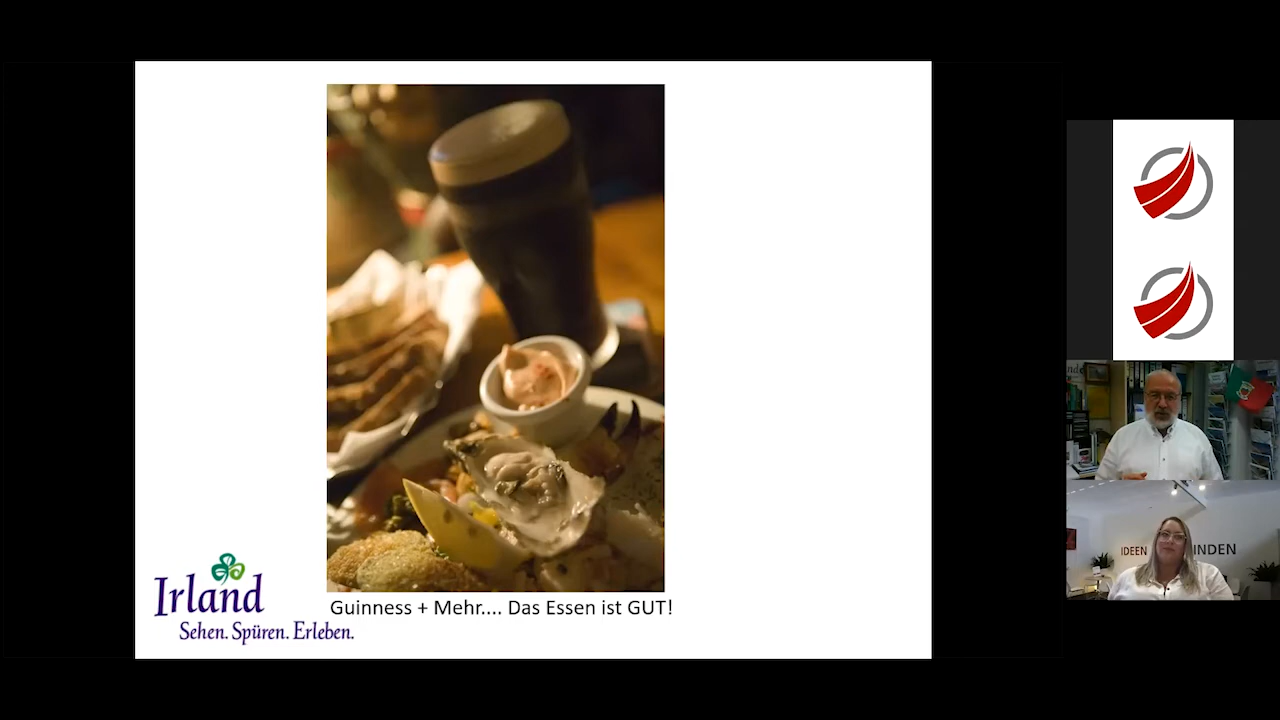 Guinness + Mehr.... Das Essen ist GUT!
Irland
Sehen. Spüren. Erleben.
IDEEN
INDEN